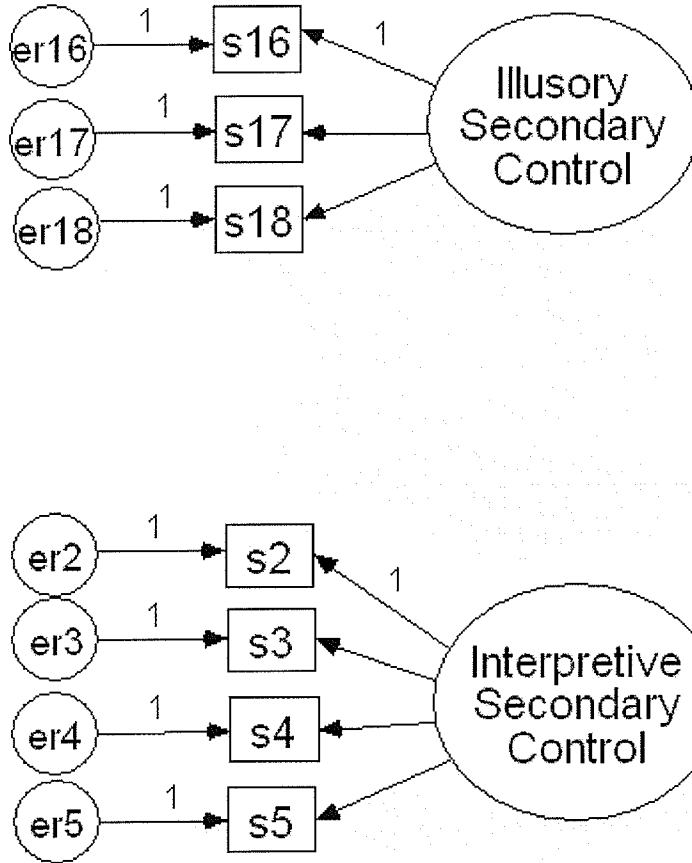 1
1
er16
s16
Illusory
Secondary
Control
1
er17
s17
1
er18
s18
1
er2
s2
1
1
er3
s3
Interpretive
Secondary
Control
1
er4
s4
1
er5
s5